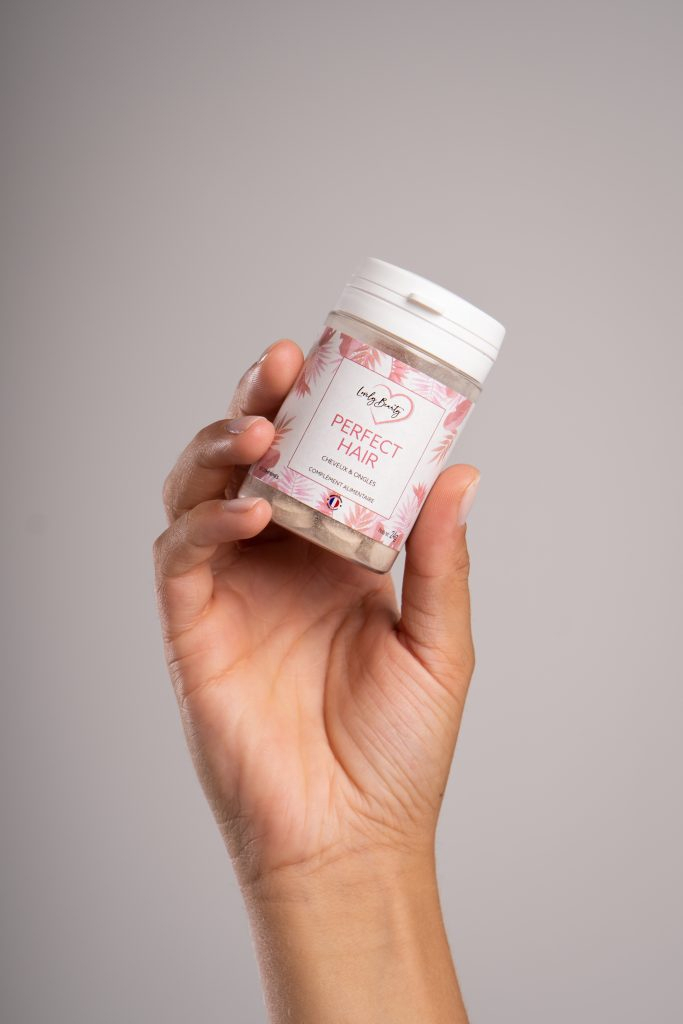 Lovely Beauty
PERFECT
HAIR
CHEVEUX & ONGLES
COMPLÉMENT ALIMENTAIRE